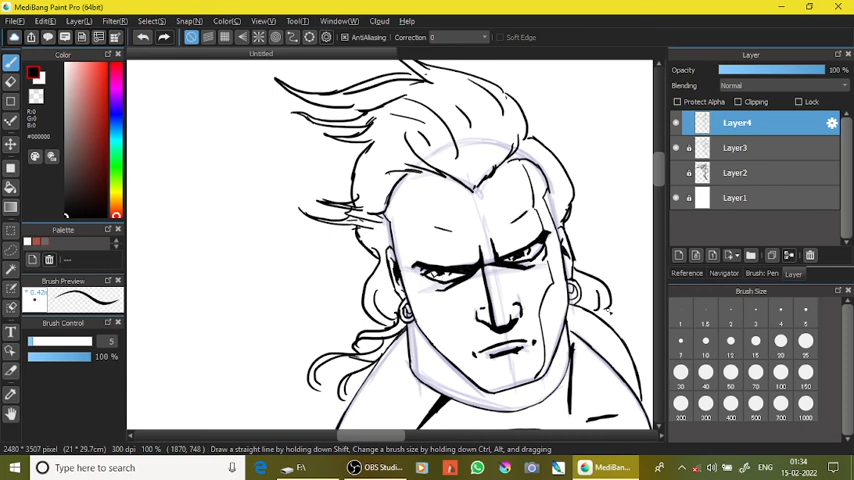 MediBang Paint Pro (64bit)
File(F) Edit(E) Layer(L) Filter(R) Select(S) Snap(N) Color(C) View(V) Tool(T) Window(W) Cloud Help
AntiAliasing Correction 0 Soft Edge
Color
Untitled
Layer
Opacity 100 %
Blending Normal
Protect Alpha Clipping Lock
R:0
G:0
B:0
#000000
Layer4
Layer3
Layer2
Layer1
Palette
---
Brush Preview
Reference Navigator Brush: Pen Layer
Brush Size
Brush Control
5
100 %
1 1.5 2 3 4 5
7 10 12 15 20 25
30 40 50 70 100 150
200 300 400 500 700 1000
2480 * 3507 pixel (21 * 29.7cm) 300 dpi 100 % (1870, 748) Draw a straight line by holding down Shift, Change a brush size by holding down Ctrl, Alt, and dragging
Type here to search
F:\
OBS Studi...
MediBan...
ENG
01:34
15-02-2022